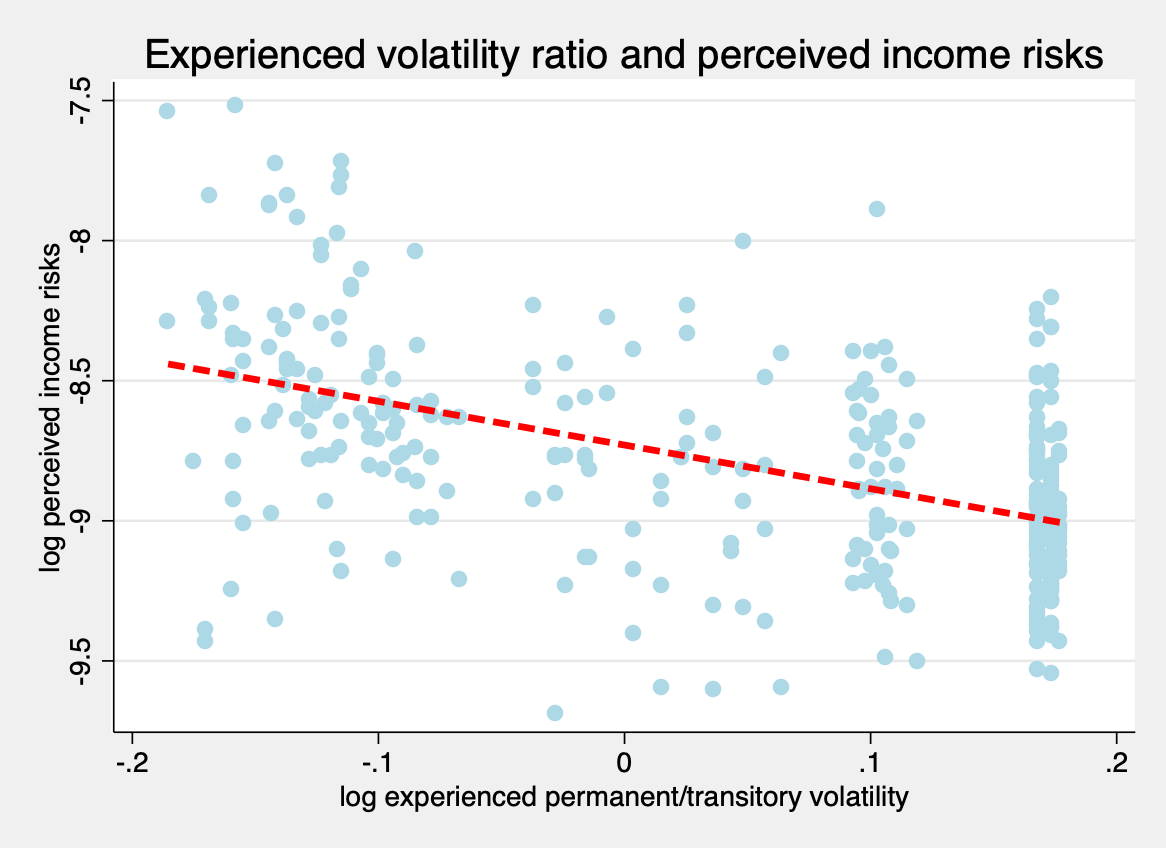 Experienced volatility ratio and perceived income risks
log perceived income risks
-7.5
-8
-8.5
-9
-9.5
-.2 -.1 0 .1 .2
log experienced permanent/transitory volatility